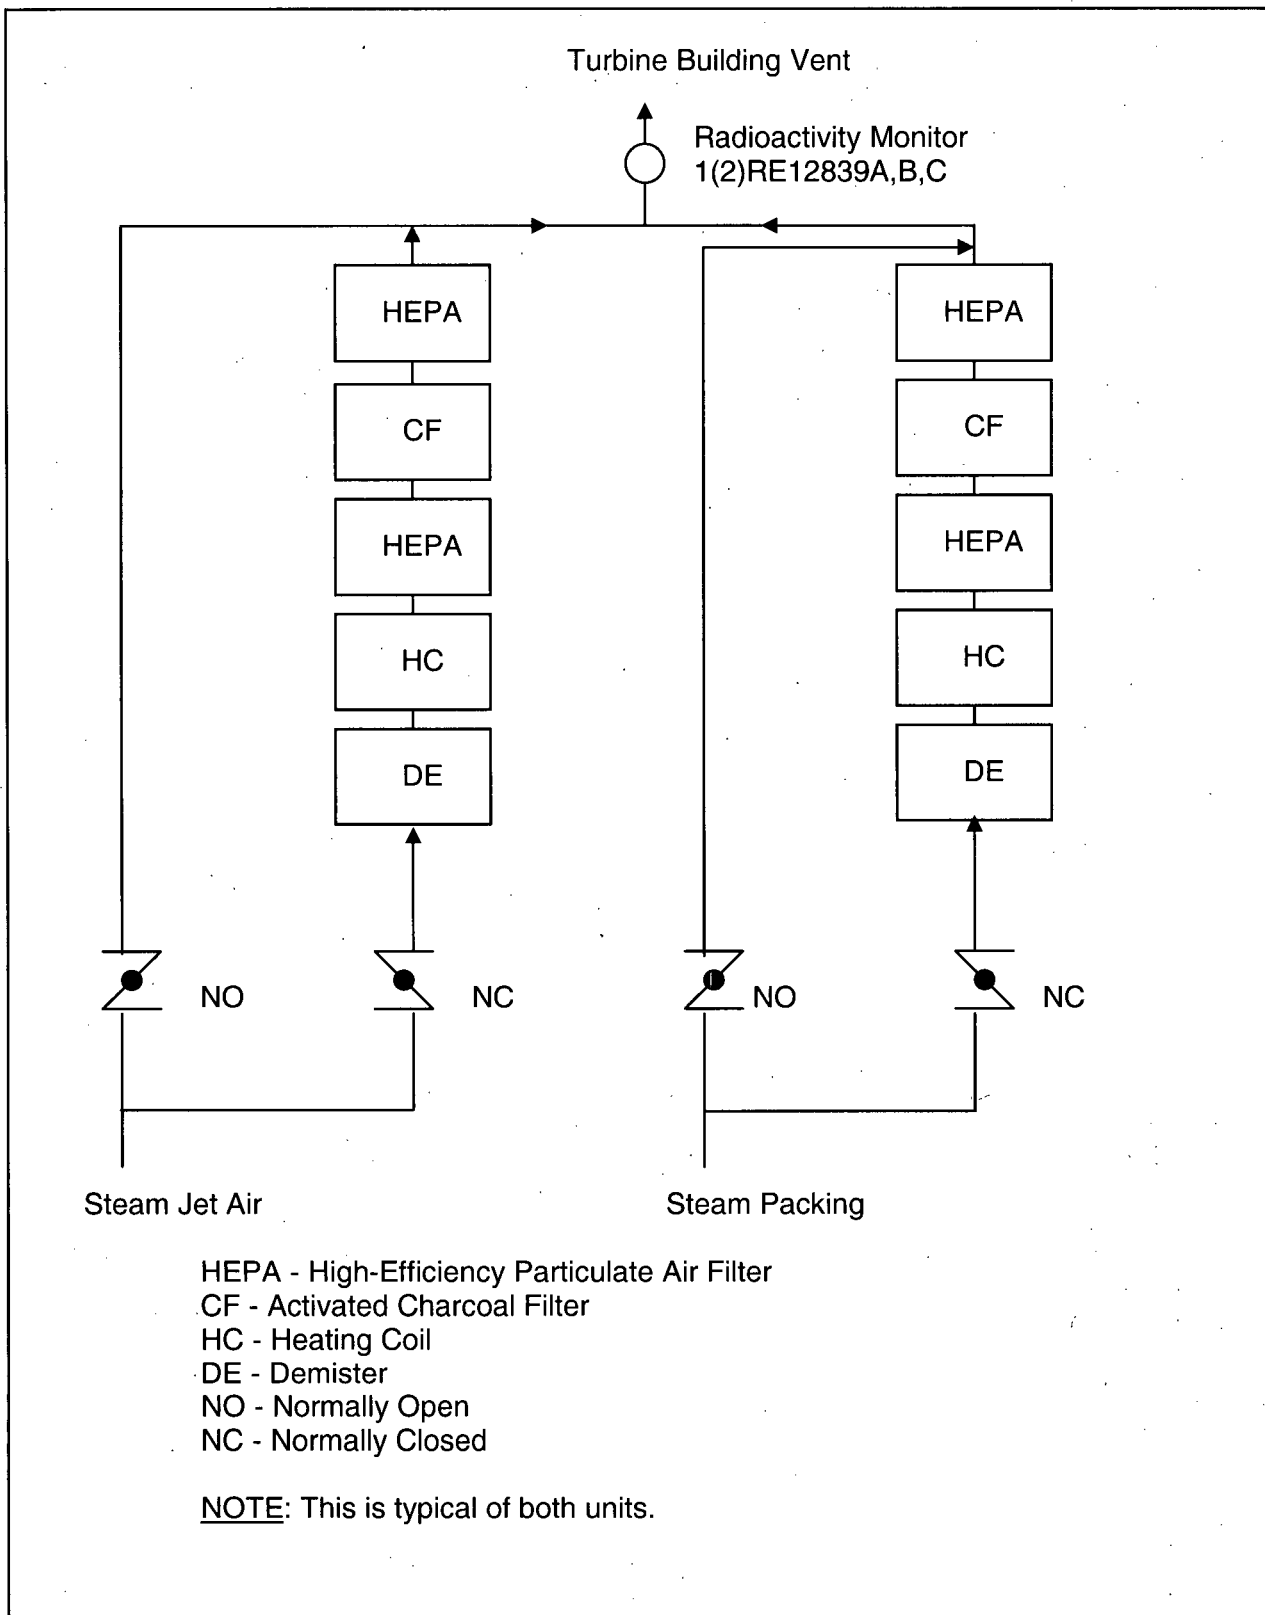 Turbine Building Vent
Radioactivity Monitor
1(2)RE12839A,B,C
HEPA
HEPA
CF
CF
HEPA
HEPA
HC
HC
DE
DE
NO
NC
NO
NC
Steam Jet Air
Steam Packing
HEPA - High-Efficiency Particulate Air Filter
CF - Activated Charcoal Filter
HC - Heating Coil
DE - Demister
NO - Normally Open
NC - Normally Closed
NOTE: This is typical of both units.